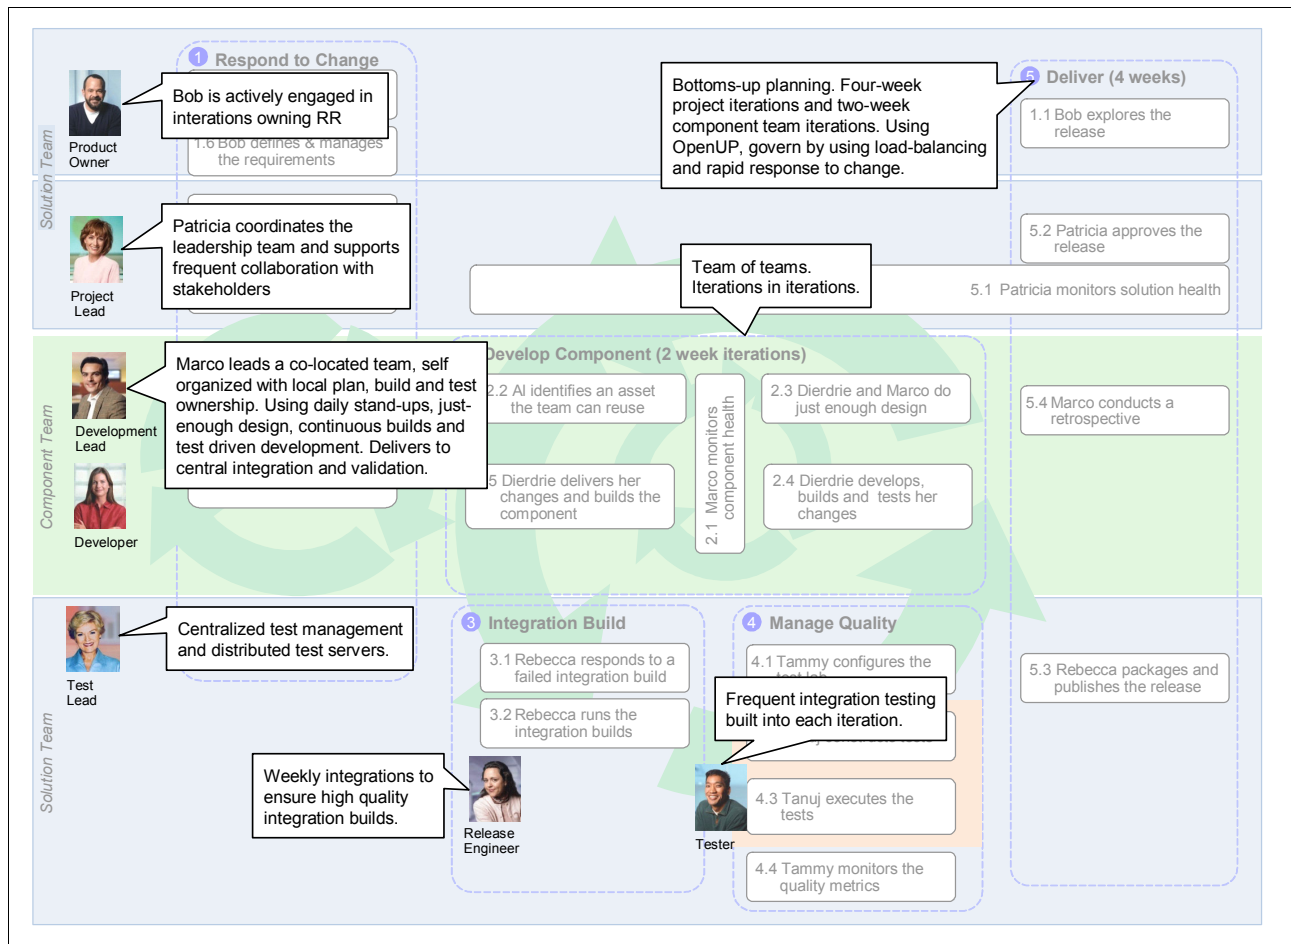 1 Respond to Change
Bob is actively engaged in
interations owning RR
1.6 Bob defines & manages
the requirements
Product
Owner
Solution Team
Bottoms-up planning. Four-week
project iterations and two-week
component team iterations. Using
OpenUP, govern by using load-balancing
and rapid response to change.
5 Deliver (4 weeks)
1.1 Bob explores the
release
Patricia coordinates the
leadership team and supports
frequent collaboration with
stakeholders
Project
Lead
Team of teams.
Iterations in iterations.
5.2 Patricia approves the
release
5.1 Patricia monitors solution health
Component Team
Marco leads a co-located team, self
organized with local plan, build and test
ownership. Using daily stand-ups, just-
enough design, continuous builds and
test driven development. Delivers to
central integration and validation.
Development
Lead
Developer
Develop Component (2 week iterations)
2.2 Al identifies an asset
the team can reuse
2.1 Marco monitors
component health
2.3 Dierdrie and Marco do
just enough design
5 Dierdrie delivers her
changes and builds the
component
2.4 Dierdrie develops,
builds and tests her
changes
5.4 Marco conducts a
retrospective
Solution Team
Centralized test management
and distributed test servers.
Test
Lead
3 Integration Build
3.1 Rebecca responds to a
failed integration build
3.2 Rebecca runs the
integration builds
Weekly integrations to
ensure high quality
integration builds.
Release
Engineer
4 Manage Quality
4.1 Tammy configures the
Frequent integration testing
built into each iteration.
4.3 Tanuj executes the
tests
Tester
4.4 Tammy monitors the
quality metrics
5.3 Rebecca packages and
publishes the release